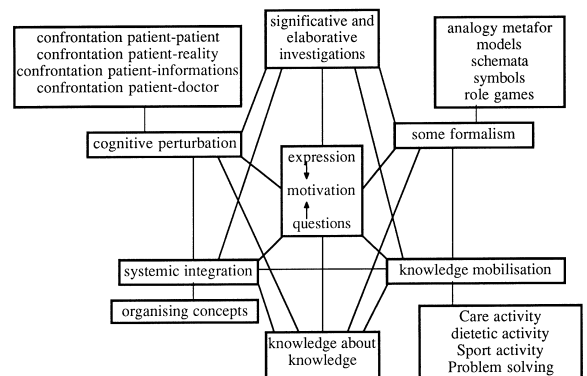 significative and
elaborative
investigations
confrontation patient-patient
confrontation patient-reality
confrontation patient-informations
confrontation patient-doctor
analogy metafor
models
schemata
symbols
role games
cognitive perturbation
some formalism
expression
motivation
questions
systemic integration
knowledge mobilisation
organising concepts
knowledge about
knowledge
Care activity
dietetic activity
Sport activity
Problem solving